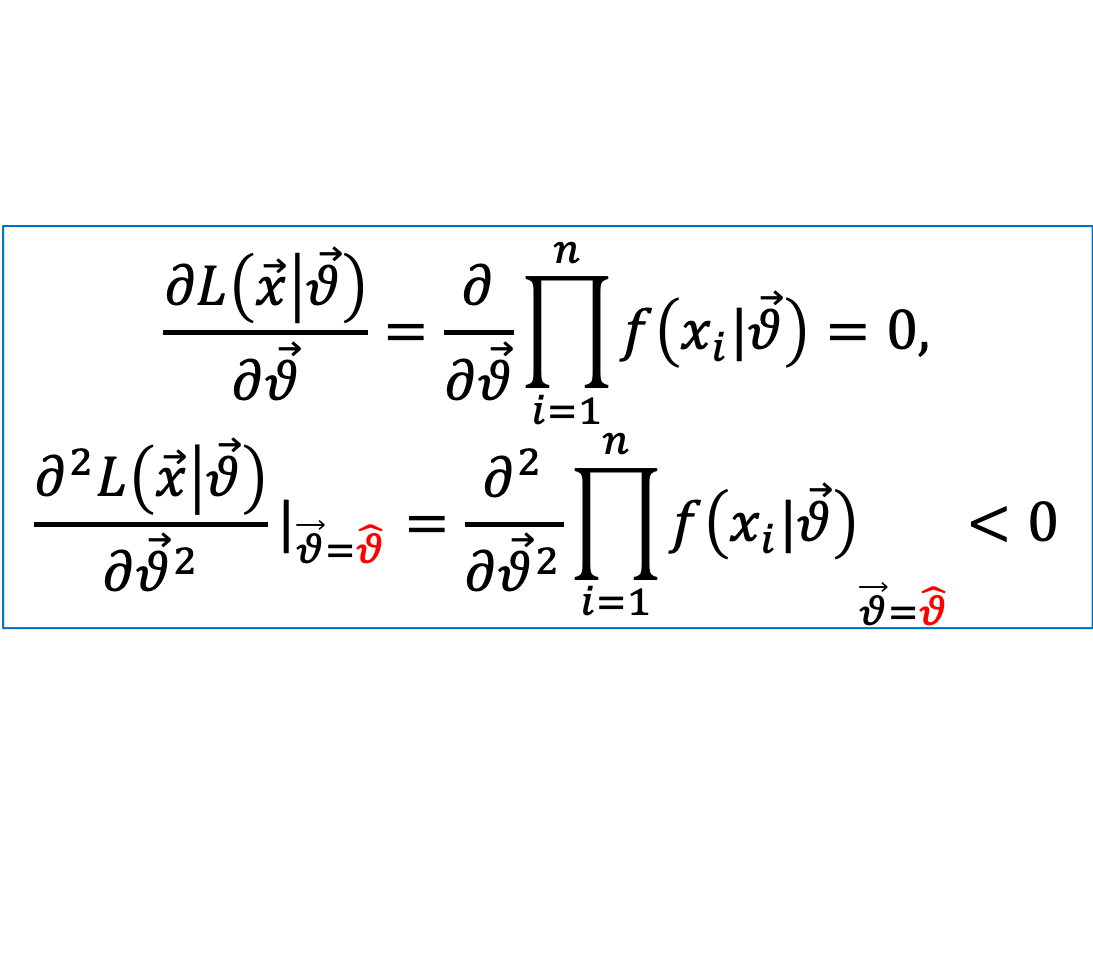 ∂L(x⃗|ϑ⃗)/∂ϑ⃗ = ∂/∂ϑ⃗ ∏_{i=1}^{n} f(x_i|ϑ⃗) = 0,
∂²L(x⃗|ϑ⃗)/∂ϑ⃗² |_{ϑ⃗=ϑ̂} = ∂²/∂ϑ⃗² ∏_{i=1}^{n} f(x_i|ϑ⃗)_{ϑ⃗=ϑ̂} < 0